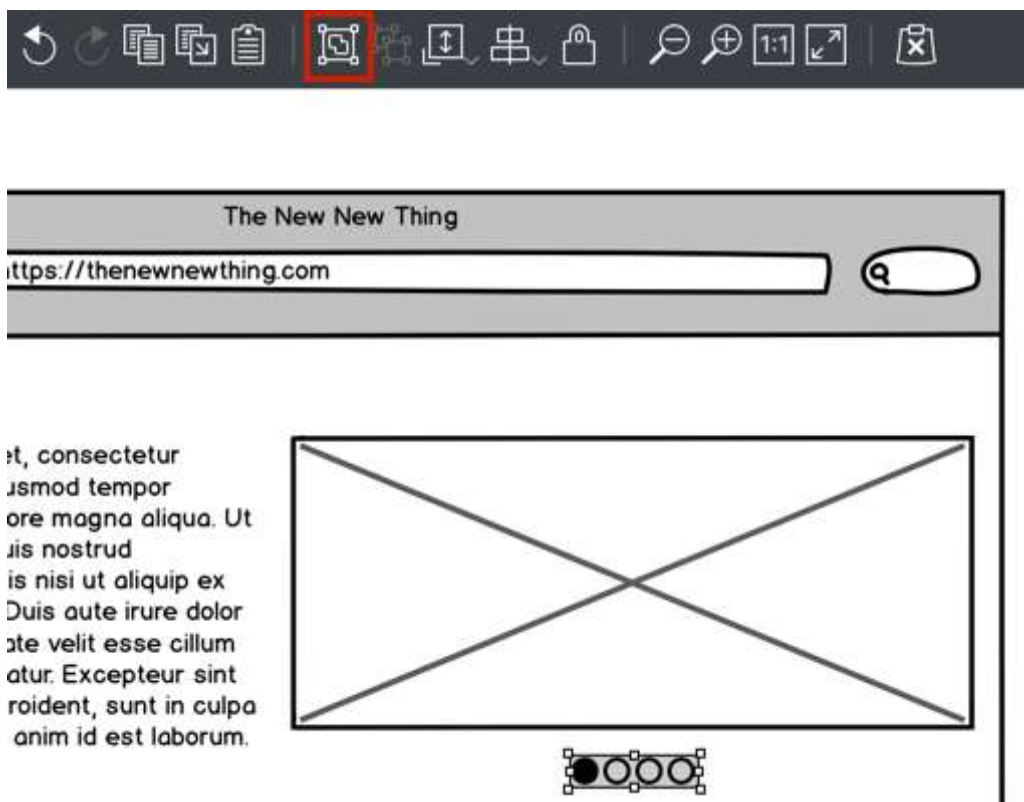 1:1
The New New Thing
ttps://thenewnewthing.com
et, consectetur
usmod tempor
ore magna aliqua. Ut
uis nostrud
is nisi ut aliquip ex
Duis aute irure dolor
ate velit esse cillum
atur. Excepteur sint
roident, sunt in culpa
anim id est laborum.